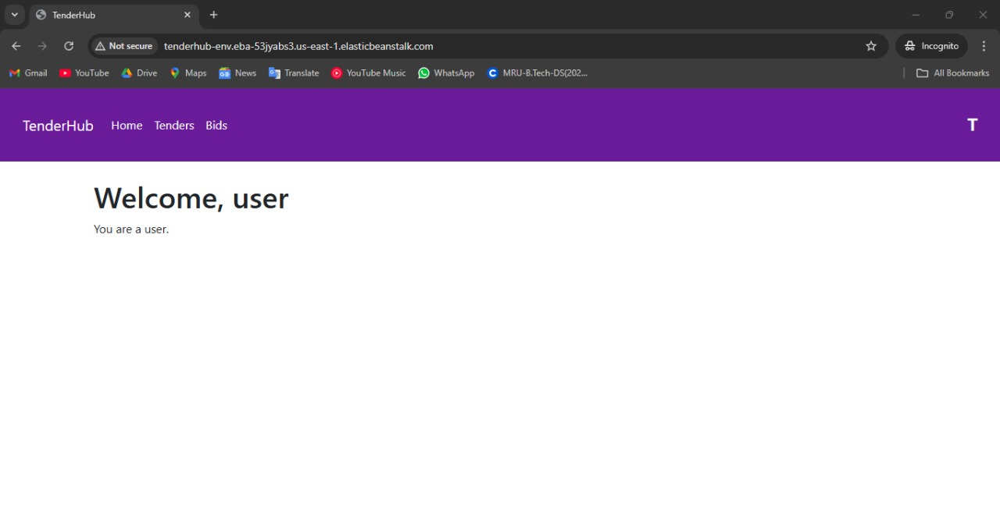 TenderHub
Not secure tenderhub-env.eba-53jyabs3.us-east-1.elasticbeanstalk.com Incognito
Gmail YouTube Drive Maps News Translate YouTube Music WhatsApp MRU-B.Tech-DS(202... All Bookmarks
TenderHub Home Tenders Bids T
Welcome, user
You are a user.